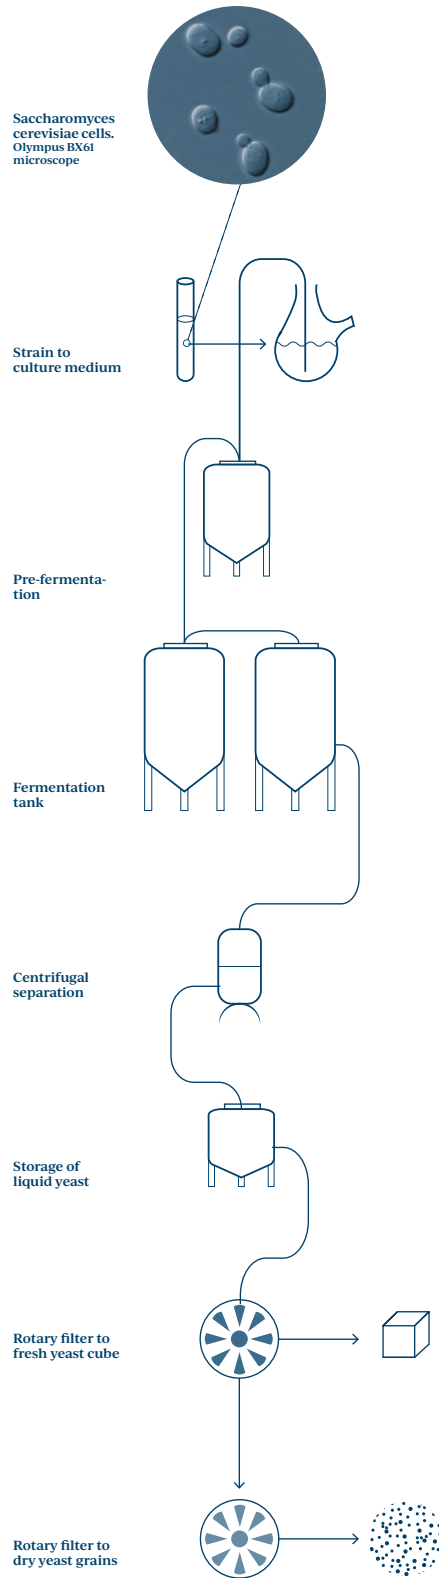 Saccharomyces
cerevisiae cells.
Olympus BX61
microscope
Strain to
culture medium
Pre-fermenta-
tion
Fermentation
tank
Centrifugal
separation
Storage of
liquid yeast
Rotary filter to
fresh yeast cube
Rotary filter to
dry yeast grains